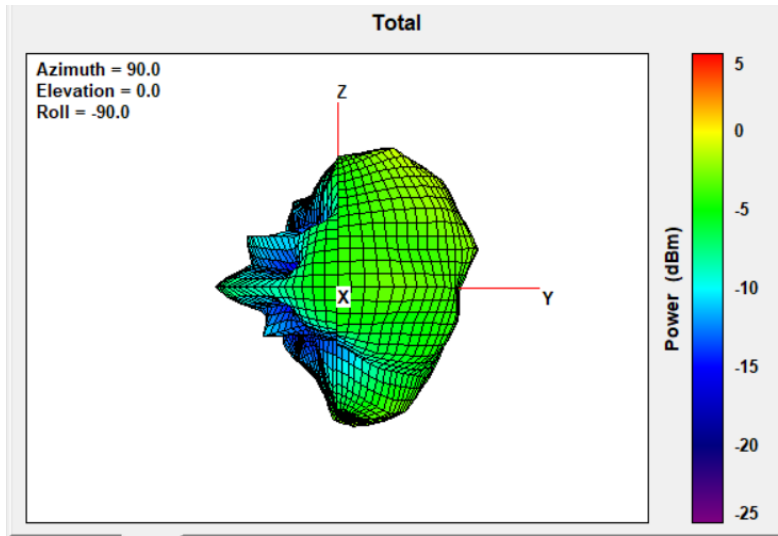 Total
Azimuth = 90.0
Elevation = 0.0
Roll = -90.0
Z
X
Y
5
0
-5
-10
-15
-20
-25
Power (dBm)